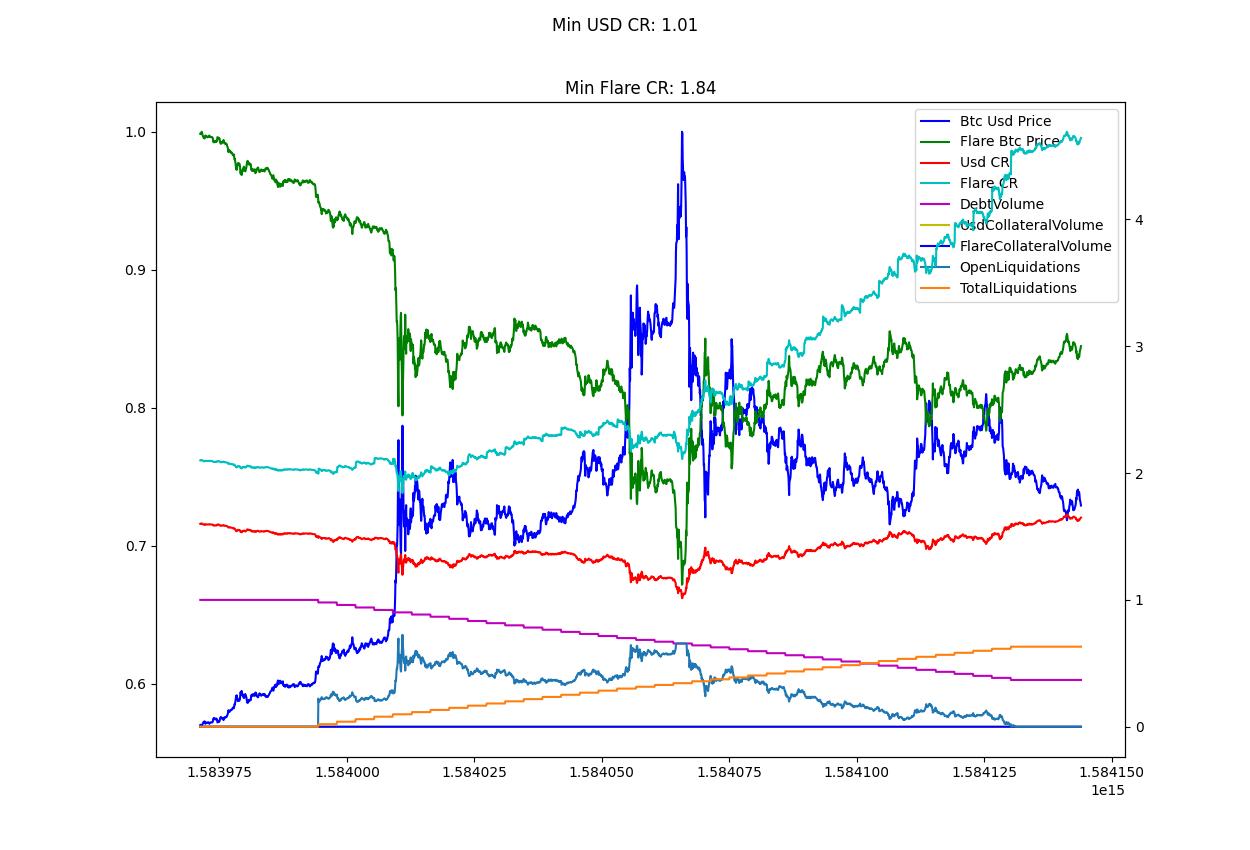 Min USD CR: 1.01
Min Flare CR: 1.84
1.0
0.9
0.8
0.7
0.6
4
3
2
1
0
Btc Usd Price
Flare Btc Price
Usd CR
Flare CR
DebtVolume
UsdCollateralVolume
FlareCollateralVolume
OpenLiquidations
TotalLiquidations
1.583975 1.584000 1.584025 1.584050 1.584075 1.584100 1.584125 1.584150
1e15